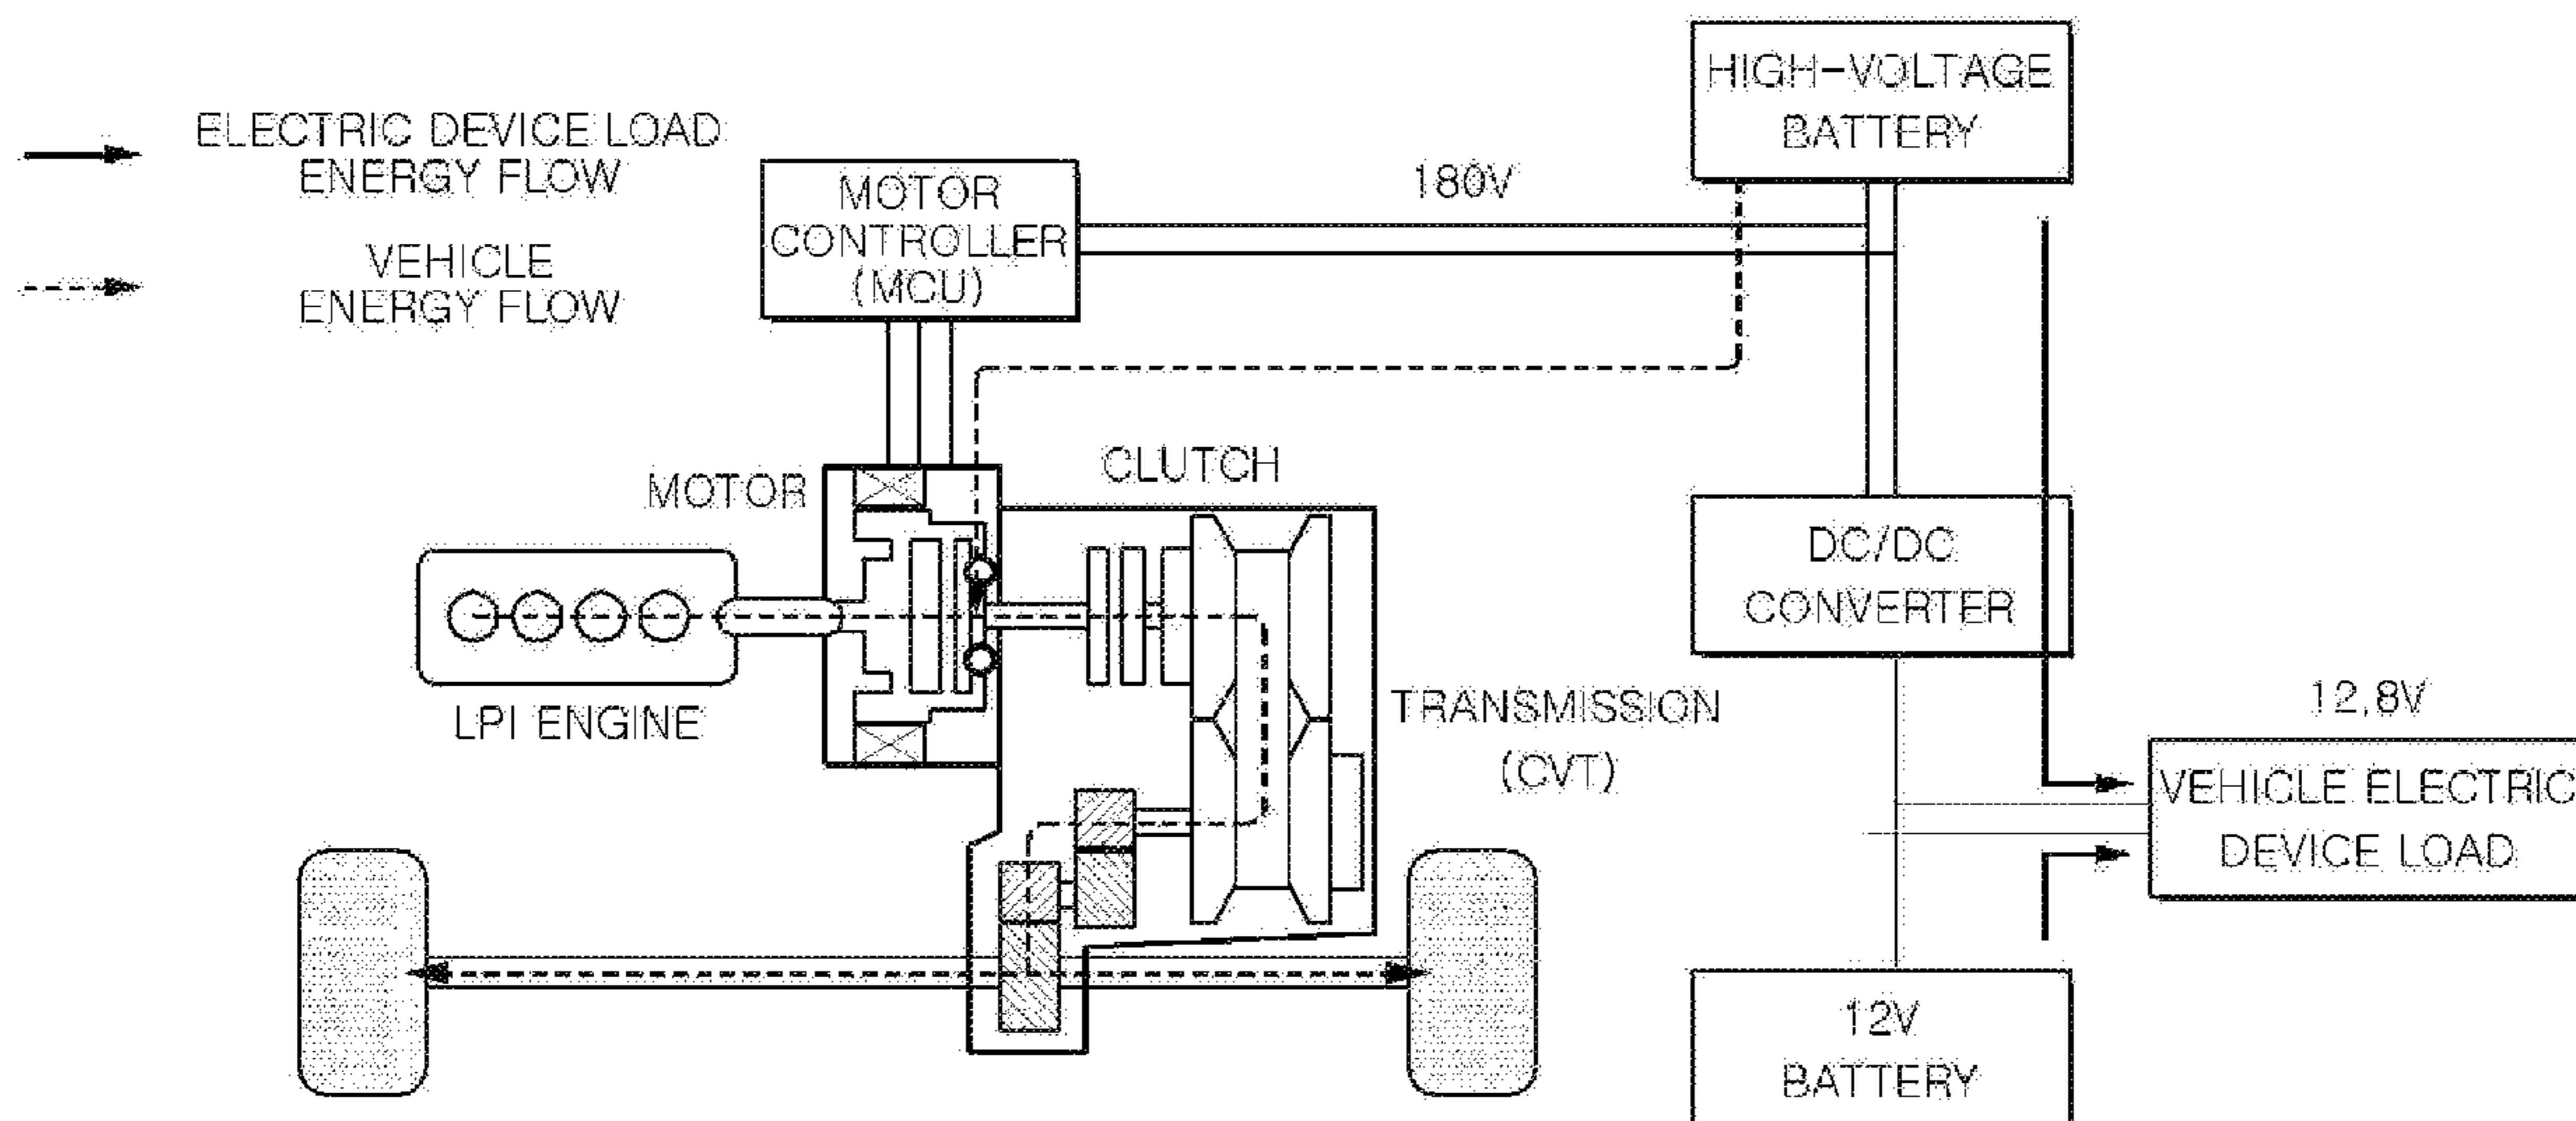 ELECTRIC DEVICE LOAD
ENERGY FLOW
VEHICLE
ENERGY FLOW
MOTOR
CONTROLLER
(MCU)
180V
HIGH-VOLTAGE
BATTERY
MOTOR
CLUTCH
LPI ENGINE
TRANSMISSION
(CVT)
DC/DC
CONVERTER
12.8V
VEHICLE ELECTRIC
DEVICE LOAD
12V
BATTERY